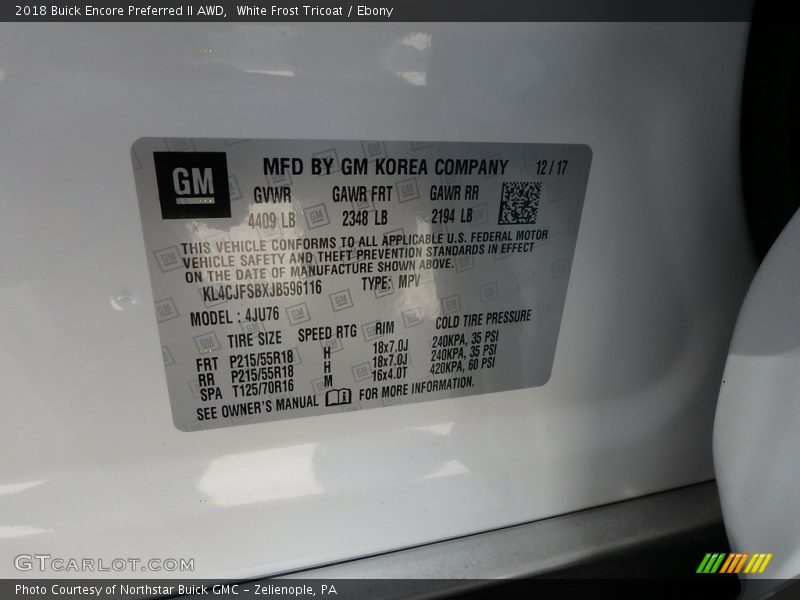 2018 Buick Encore Preferred II AWD,  White Frost Tricoat / Ebony
GM
MFD BY GM KOREA COMPANY 12/17
GVWR GAWR FRT GAWR RR
4409 LB 2348 LB 2194 LB
THIS VEHICLE CONFORMS TO ALL APPLICABLE U.S. FEDERAL MOTOR
VEHICLE SAFETY AND THEFT PREVENTION STANDARDS IN EFFECT
ON THE DATE OF MANUFACTURE SHOWN ABOVE.
KL4CJFSBXJB596116 TYPE: MPV
MODEL : 4JU76
TIRE SIZE SPEED RTG RIM COLD TIRE PRESSURE
FRT P215/55R18 H 18x7.0J 240KPA, 35 PSI
RR P215/55R18 H 18x7.0J 240KPA, 35 PSI
SPA T125/70R16 M 16x4.0T 420KPA, 60 PSI
SEE OWNER'S MANUAL FOR MORE INFORMATION.
GTCARLOT.COM
Photo Courtesy of Northstar Buick GMC - Zelienople, PA